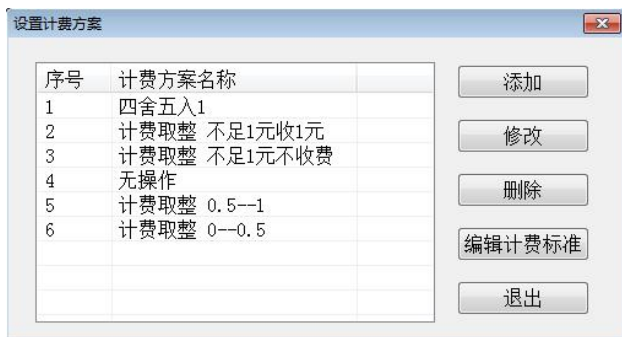 设置计费方案
序号 计费方案名称
1 四舍五入1
2 计费取整 不足1元收1元
3 计费取整 不足1元不收费
4 无操作
5 计费取整 0.5--1
6 计费取整 0--0.5
添加
修改
删除
编辑计费标准
退出